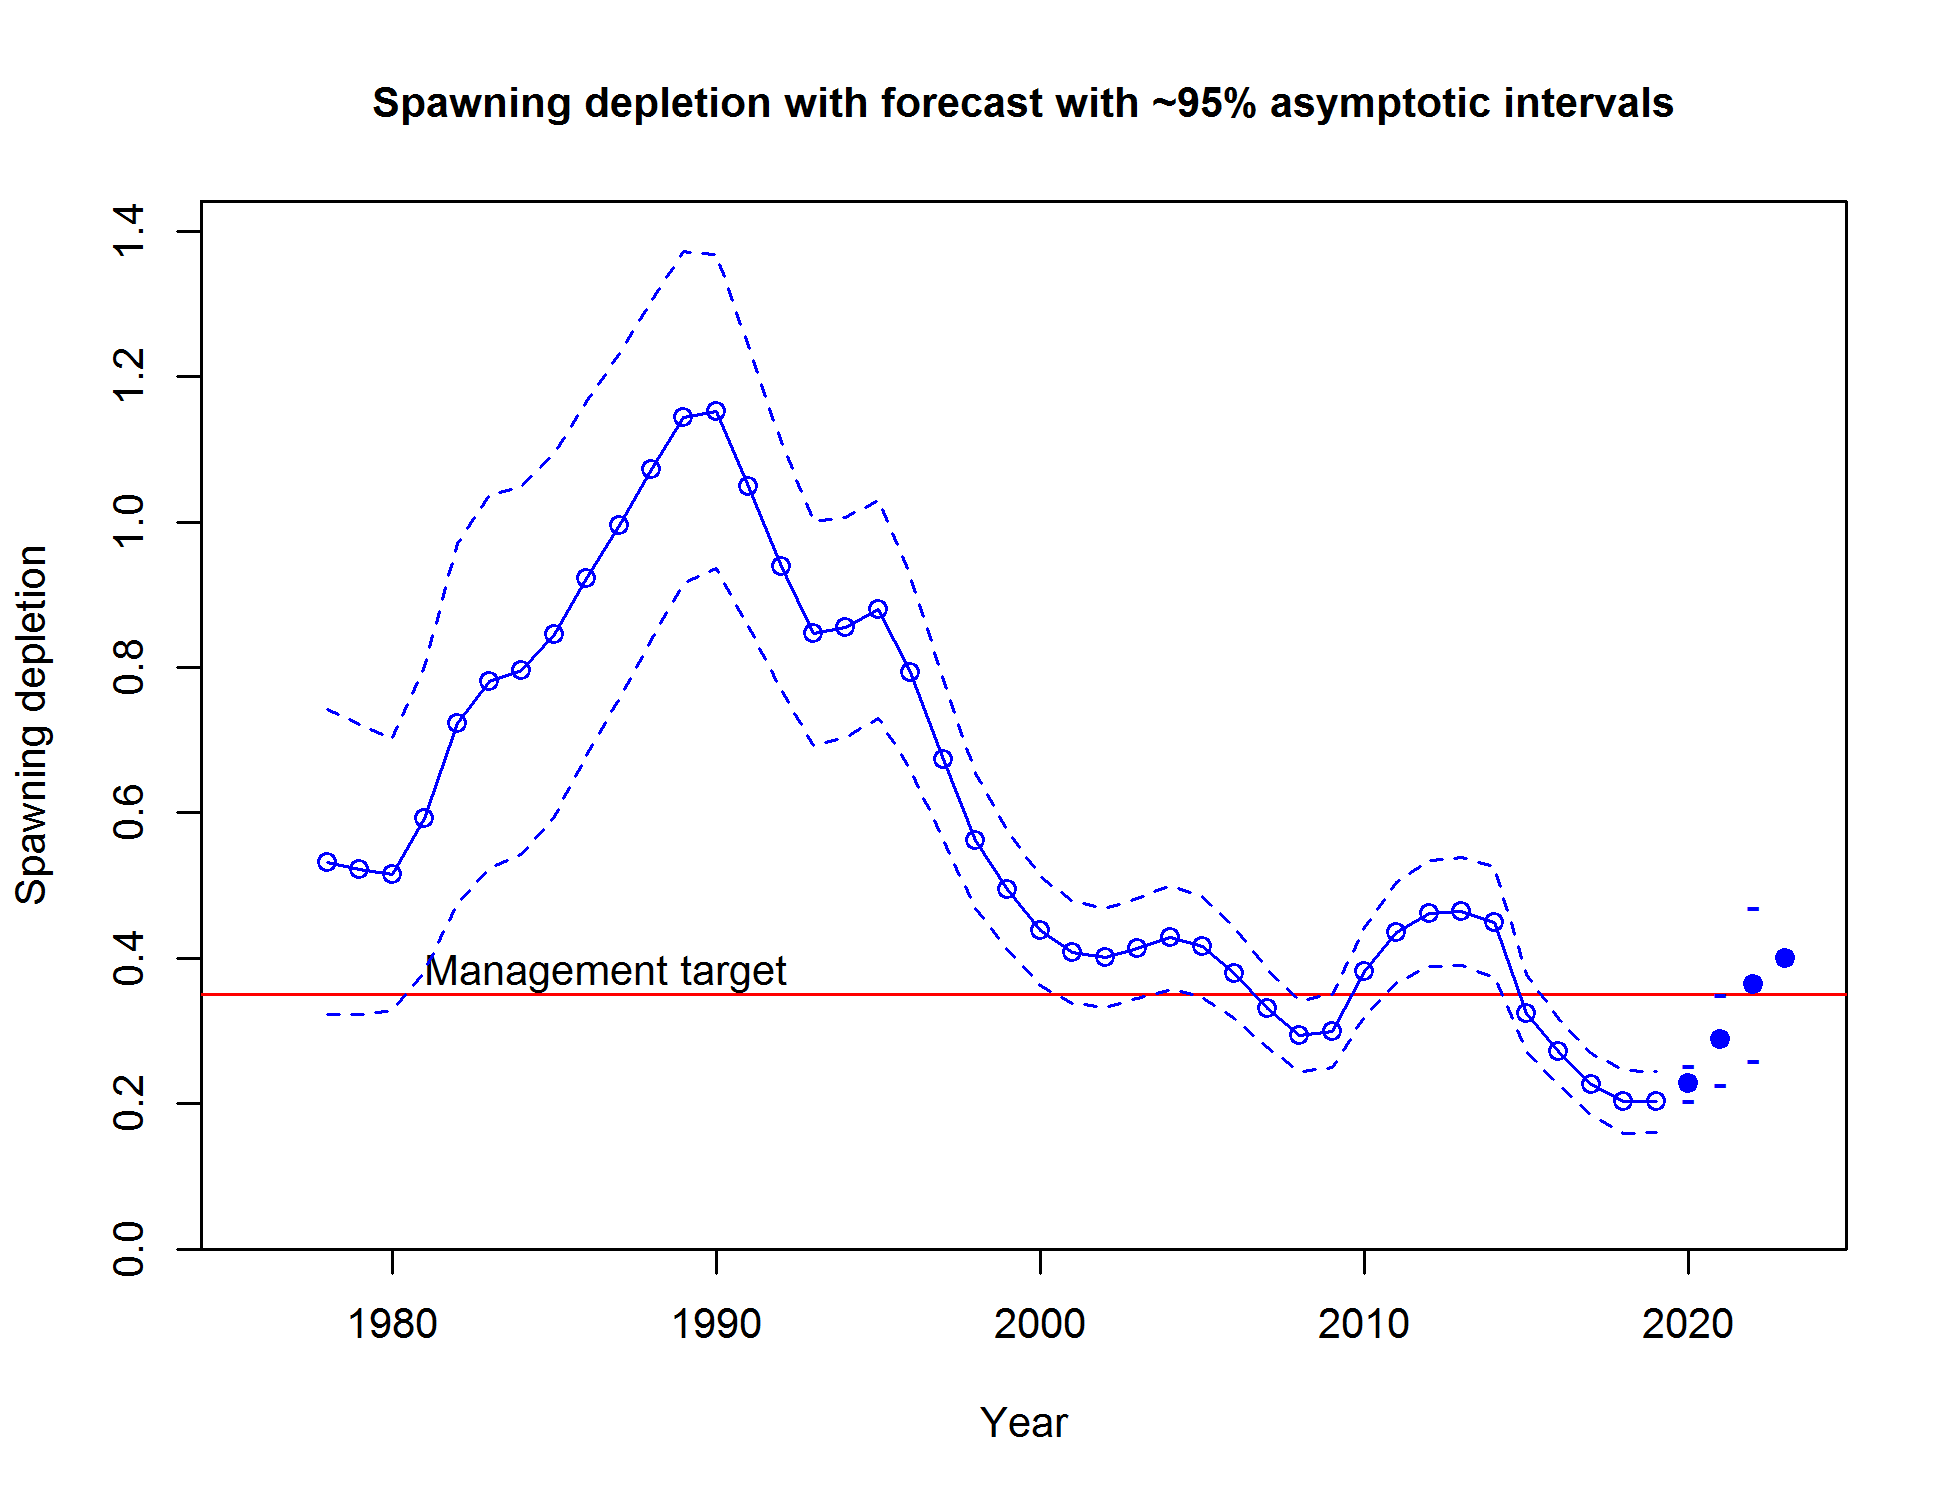 Spawning depletion with forecast with ~95% asymptotic intervals
Spawning depletion
1.4
1.2
1.0
0.8
0.6
0.4
0.2
0.0
Management target
1980 1990 2000 2010 2020
Year